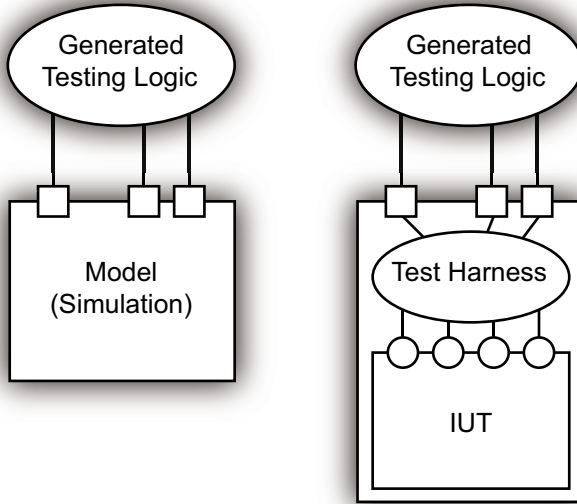 Generated
Testing Logic
Model
(Simulation)
Generated
Testing Logic
Test Harness
IUT